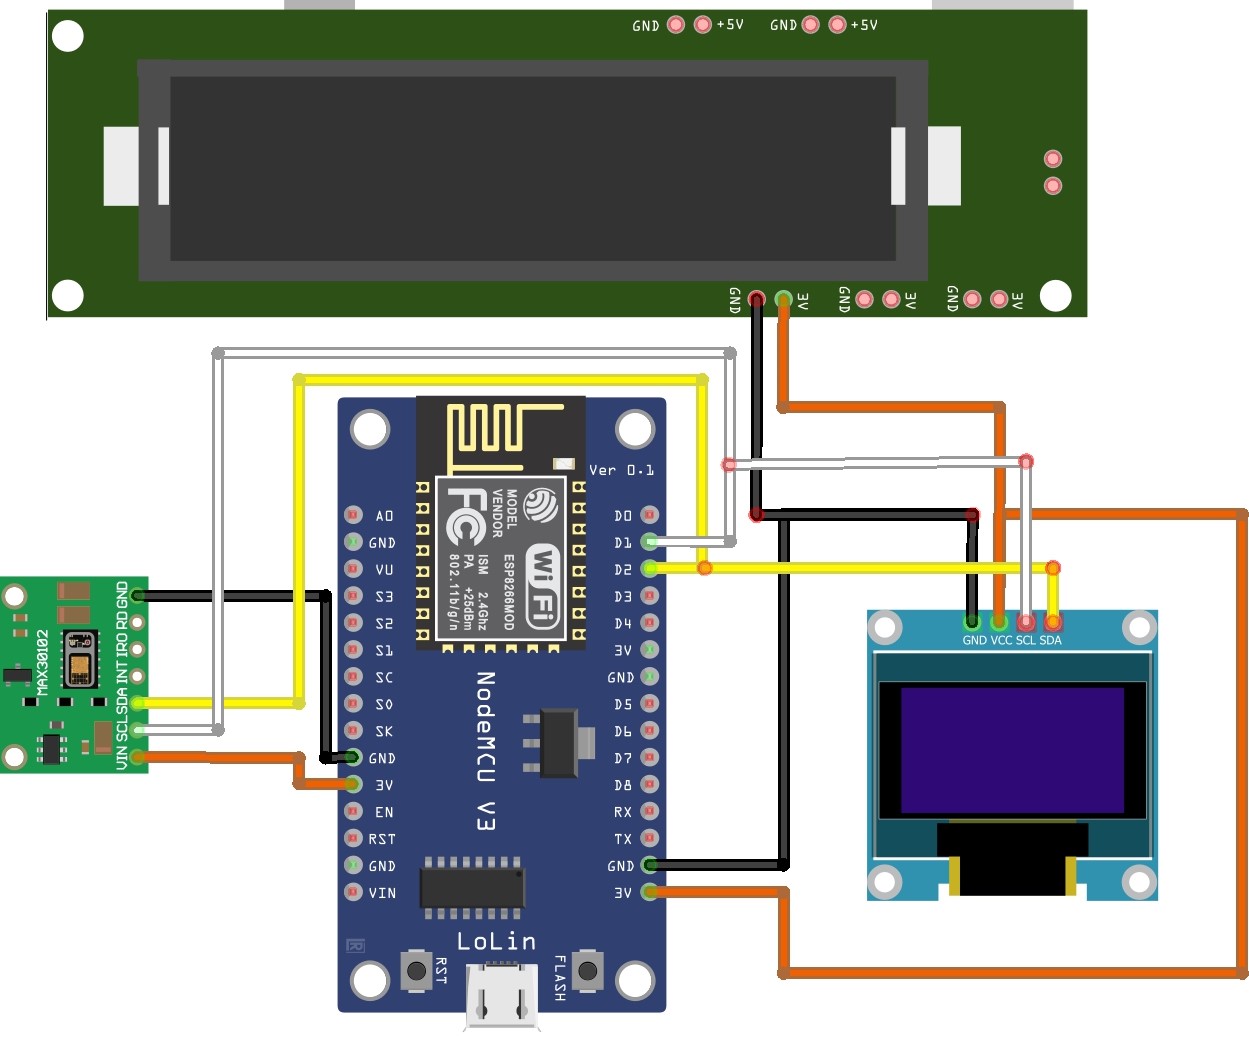 GND +5V GND +5V
GND 3V GND 3V GND 3V
Ver 0.1
MODEL
VENDOR
ISM 2.4GHz
PA +25dBm
802.11b/g/n
ESP8266MOD
FC
Wi Fi
A0
GND
VU
S3
S2
S1
SC
S0
SK
GND
3V
EN
RST
GND
VIN
D0
D1
D2
D3
D4
3V
GND
D5
D6
D7
D8
RX
TX
GND
3V
NodeMCU V3
LoLin
RST
FLASH
MAX30102
GND
RD
IRO
INT
SDA
SCL
VIN
GND VCC SCL SDA